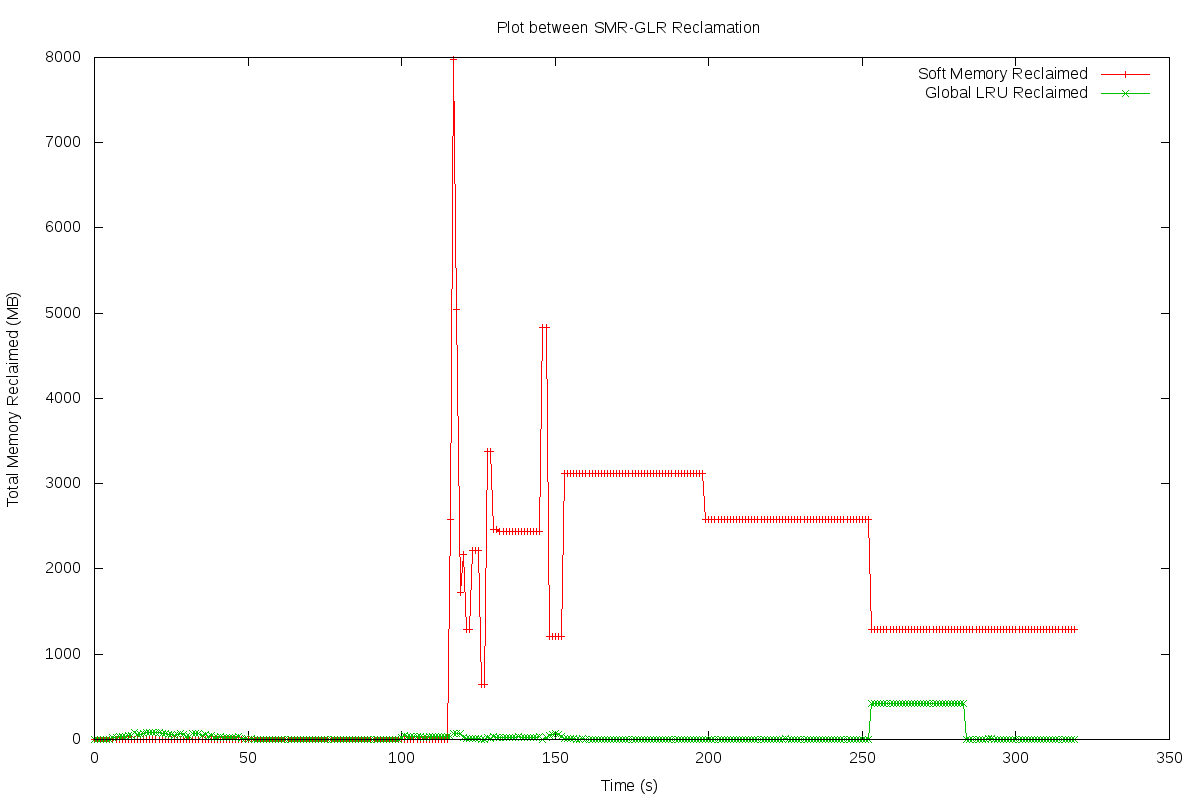 Plot between SMR-GLR Reclamation
Soft Memory Reclaimed
Global LRU Reclaimed
Total Memory Reclaimed (MB)
8000
7000
6000
5000
4000
3000
2000
1000
0
0 50 100 150 200 250 300 350
Time (s)